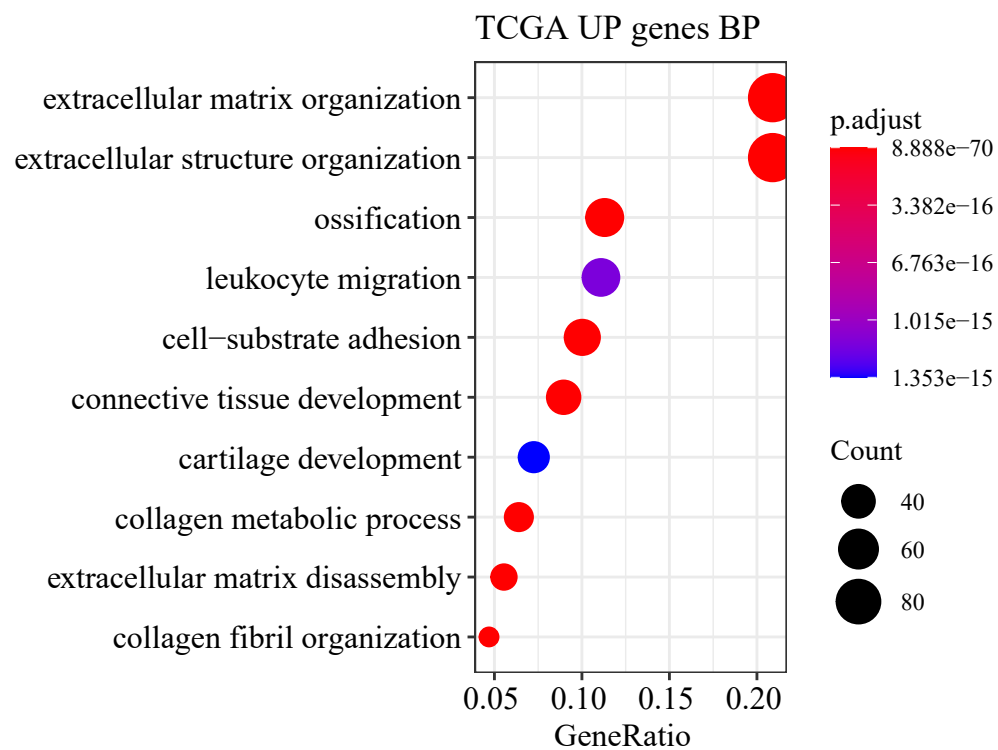 TCGA UP genes BP
extracellular matrix organization
extracellular structure organization
ossification
leukocyte migration
cell−substrate adhesion
connective tissue development
cartilage development
collagen metabolic process
extracellular matrix disassembly
collagen fibril organization
0.05 0.10 0.15 0.20
GeneRatio
p.adjust
8.888e−70
3.382e−16
6.763e−16
1.015e−15
1.353e−15
Count
40
60
80